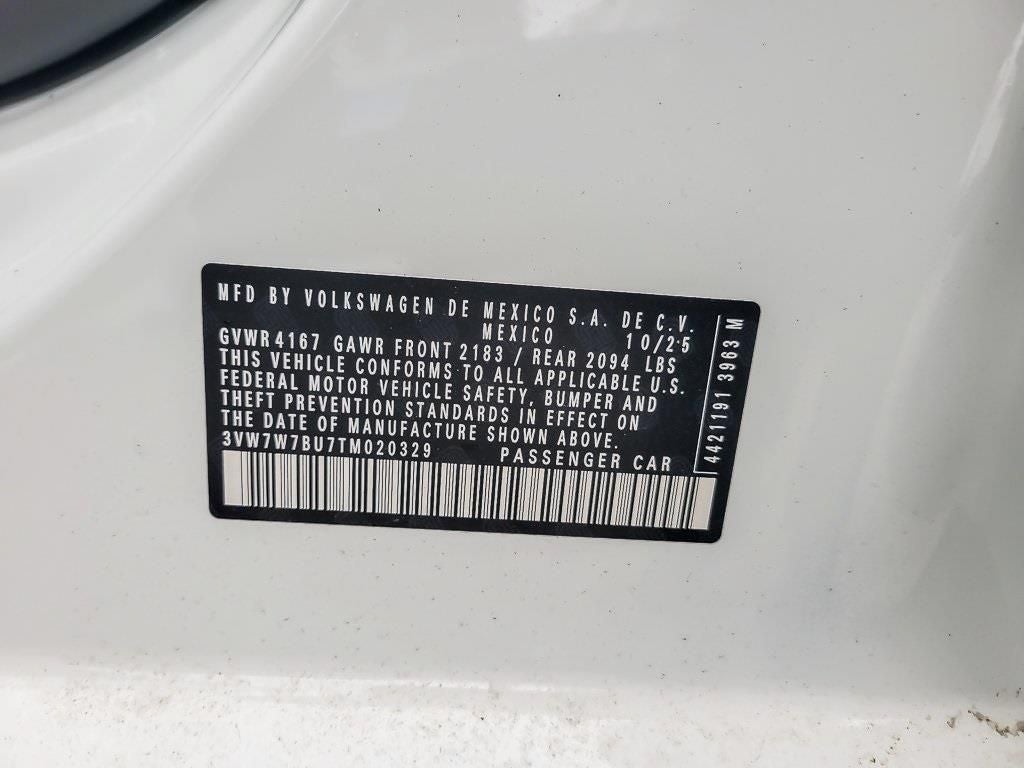 MFD BY VOLKSWAGEN DE MEXICO S.A. DE C.V.
MEXICO 10/25
GVWR 4167 GAWR FRONT 2183 / REAR 2094 LBS
THIS VEHICLE CONFORMS TO ALL APPLICABLE U.S.
FEDERAL MOTOR VEHICLE SAFETY, BUMPER AND
THEFT PREVENTION STANDARDS IN EFFECT ON
THE DATE OF MANUFACTURE SHOWN ABOVE.
3VW7W7BU7TM020329 PASSENGER CAR
4421191 3963 M